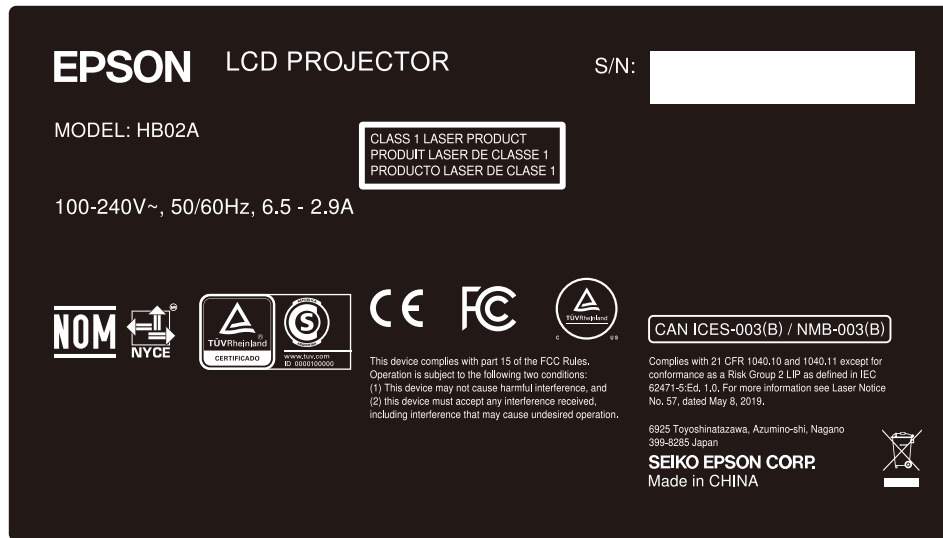 EPSON LCD PROJECTOR S/N:
MODEL: HB02A
CLASS 1 LASER PRODUCT
PRODUIT LASER DE CLASSE 1
PRODUCTO LASER DE CLASE 1
100-240V~, 50/60Hz, 6.5 - 2.9A
NOM
NYCE
TÜVRheinland
CERTIFICADO
S
www.tuv.com
ID 0000100000
CE
FC
TÜVRheinland
C US
This device complies with part 15 of the FCC Rules.
Operation is subject to the following two conditions:
(1) This device may not cause harmful interference, and
(2) this device must accept any interference received,
including interference that may cause undesired operation.
CAN ICES-003(B) / NMB-003(B)
Complies with 21 CFR 1040.10 and 1040.11 except for
conformance as a Risk Group 2 LIP as defined in IEC
62471-5:Ed. 1.0. For more information see Laser Notice
No. 57, dated May 8, 2019.
6925 Toyoshinatazawa, Azumino-shi, Nagano
399-8285 Japan
SEIKO EPSON CORP.
Made in CHINA